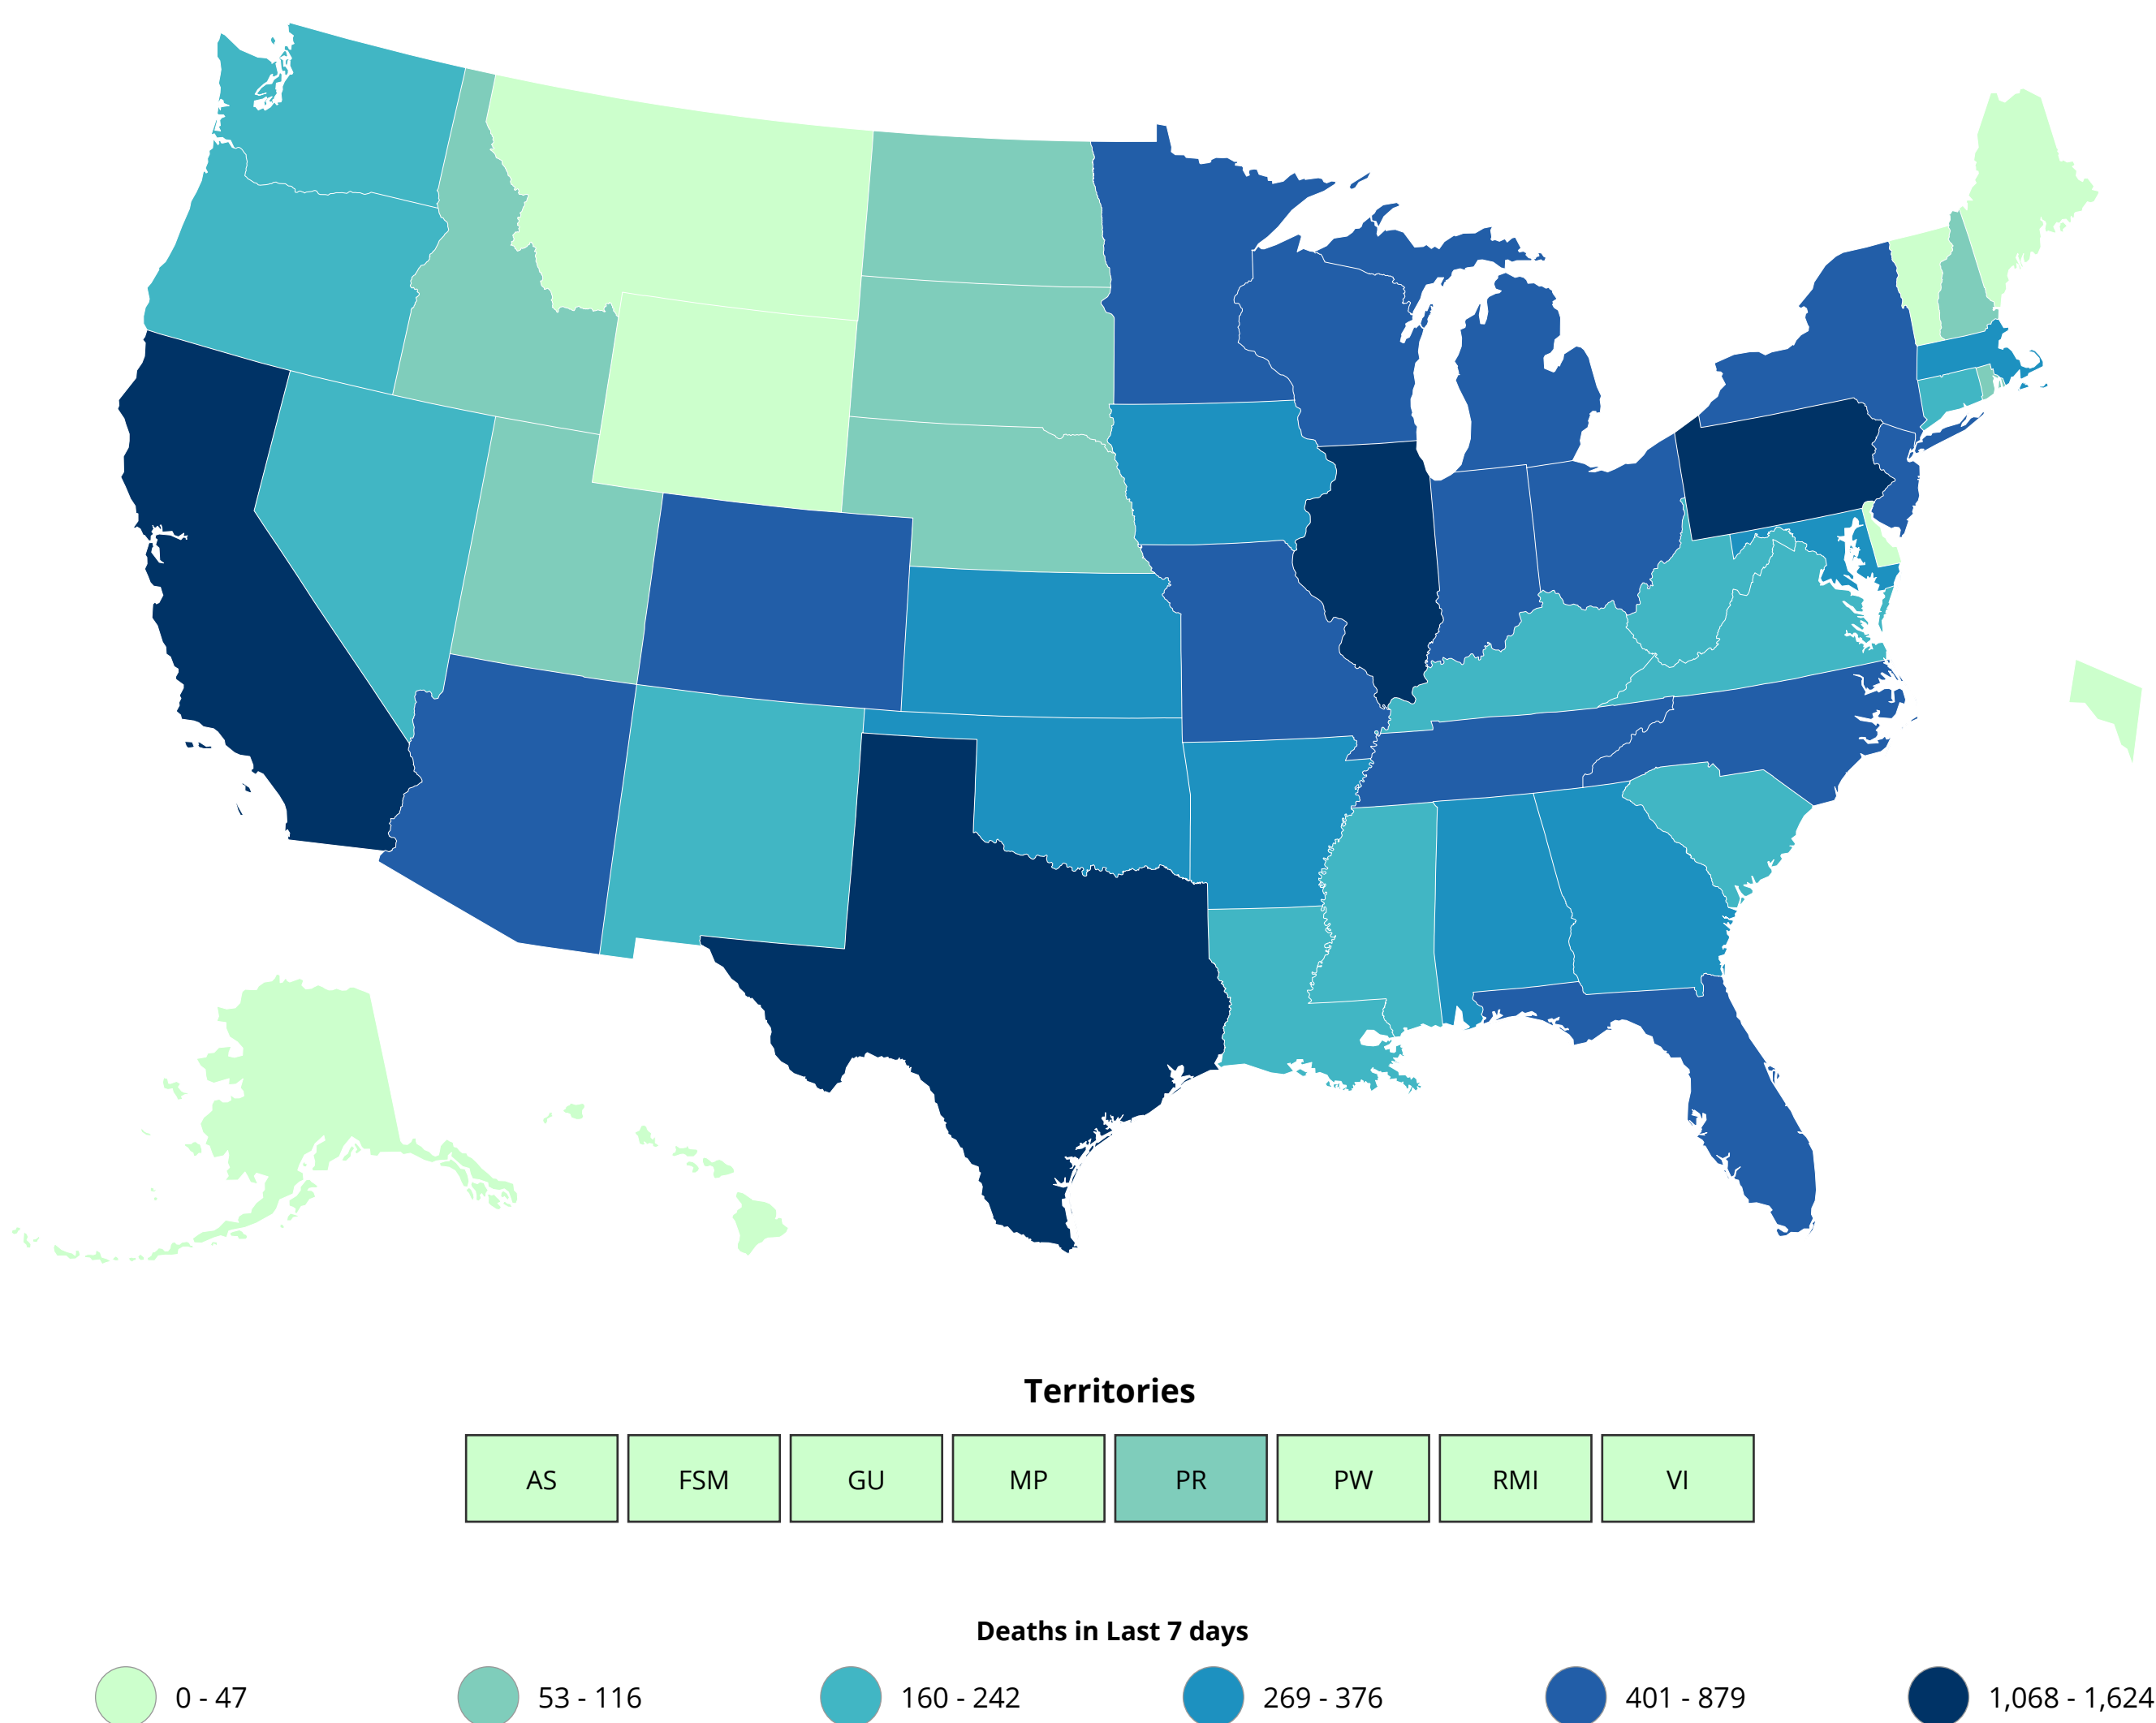 Territories
AS FSM GU MP PR PW RMI VI
Deaths in Last 7 days
0 - 47 53 - 116 160 - 242 269 - 376 401 - 879 1,068 - 1,624